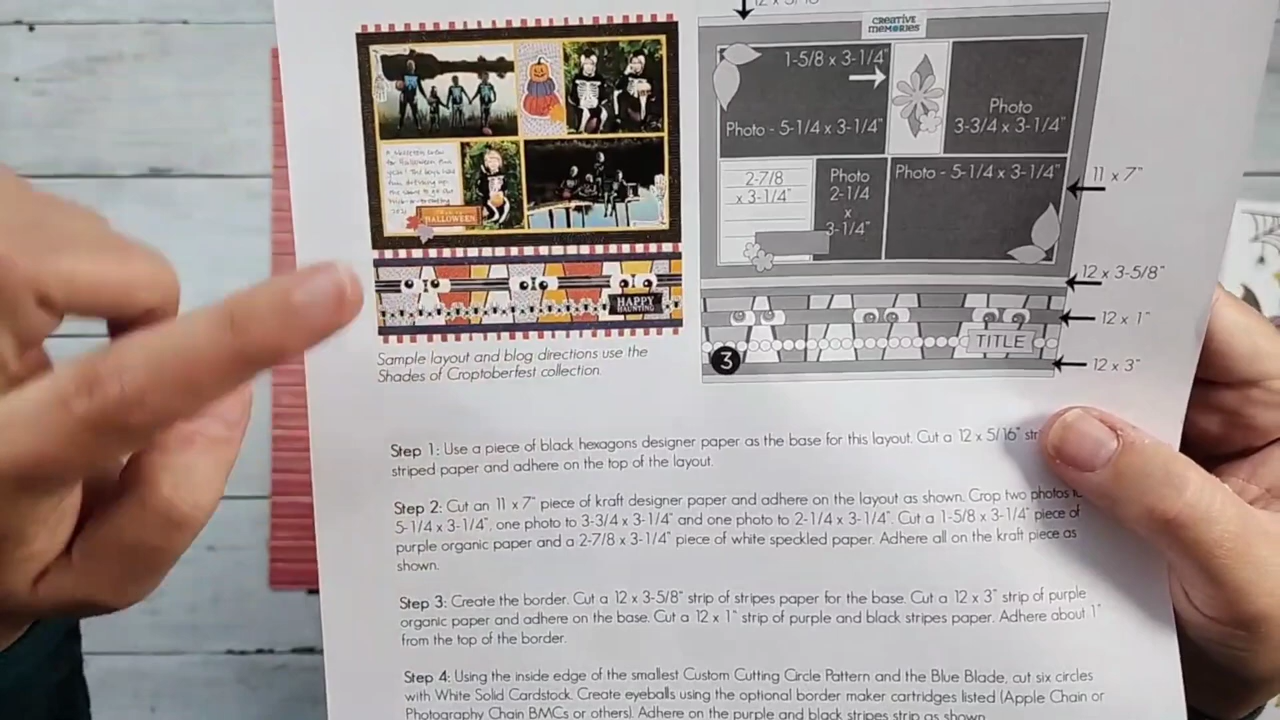 12 x 5/16"
CREATIVE
MEMORIES
1-5/8 x 3-1/4"
Photo - 5-1/4 x 3-1/4"
Photo
3-3/4 x 3-1/4"
2-7/8
x 3-1/4"
Photo
2-1/4
x
3-1/4"
Photo - 5-1/4 x 3-1/4"
11 x 7"
12 x 3-5/8"
12 x 1"
TITLE
3
12 x 3"
HALLOWEEN
HAPPY
HAUNTING
Sample layout and blog directions use the
Shades of Croptoberfest collection.
Step 1: Use a piece of black hexagons designer paper as the base for this layout. Cut a 12 x 5/16" str
striped paper and adhere on the top of the layout.
Step 2: Cut an 11 x 7" piece of kraft designer paper and adhere on the layout as shown. Crop two photos to
5-1/4 x 3-1/4", one photo to 3-3/4 x 3-1/4" and one photo to 2-1/4 x 3-1/4". Cut a 1-5/8 x 3-1/4" piece of
purple organic paper and a 2-7/8 x 3-1/4" piece of white speckled paper. Adhere all on the kraft piece as
shown.
Step 3: Create the border. Cut a 12 x 3-5/8" strip of stripes paper for the base. Cut a 12 x 3" strip of purple
organic paper and adhere on the base. Cut a 12 x 1" strip of purple and black stripes paper. Adhere about 1"
from the top of the border.
Step 4: Using the inside edge of the smallest Custom Cutting Circle Pattern and the Blue Blade, cut six circles
with White Solid Cardstock. Create eyeballs using the optional border maker cartridges listed (Apple Chain or
Photography Chain BMCs or others). Adhere on the purple and black stripes strip as shown.